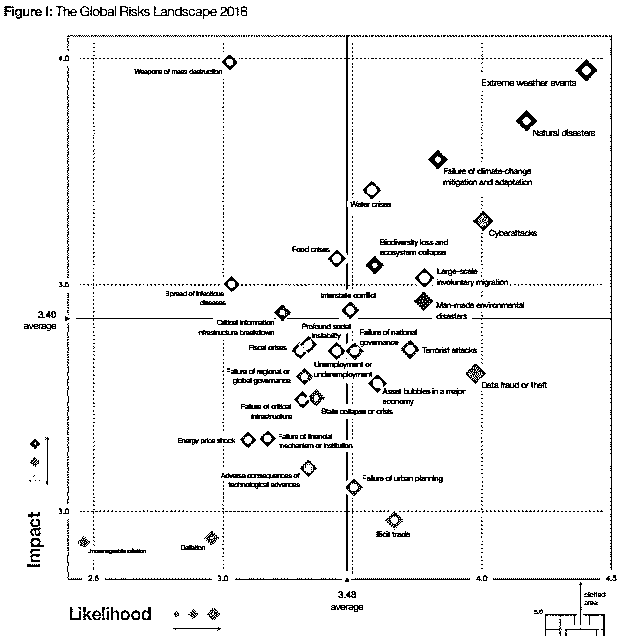 Figure I: The Global Risks Landscape 2018
4.0
Weapons of mass destruction
Extreme weather events
Natural disasters
Failure of climate-change
mitigation and adaptation
Water crises
Cyberattacks
Food crises
Biodiversity loss and
ecosystem collapse
Large-scale
involuntary migration
3.5
Spread of infectious
diseases
Interstate conflict
Man-made environmental
disasters
3.40
average
Critical information
infrastructure breakdown
Profound social
instability
Failure of national
governance
Fiscal crises
Terrorist attacks
Unemployment or
underemployment
Failure of regional or
global governance
Data fraud or theft
Asset bubbles in a major
economy
Failure of critical
infrastructure
State collapse or crisis
Energy price shock
Failure of financial
mechanism or institution
Adverse consequences of
technological advances
Failure of urban planning
3.0
Illicit trade
Unmanageable inflation
Deflation
Impact
2.5
3.0
4.0
4.5
3.48
average
Likelihood
plotted
area
5.0